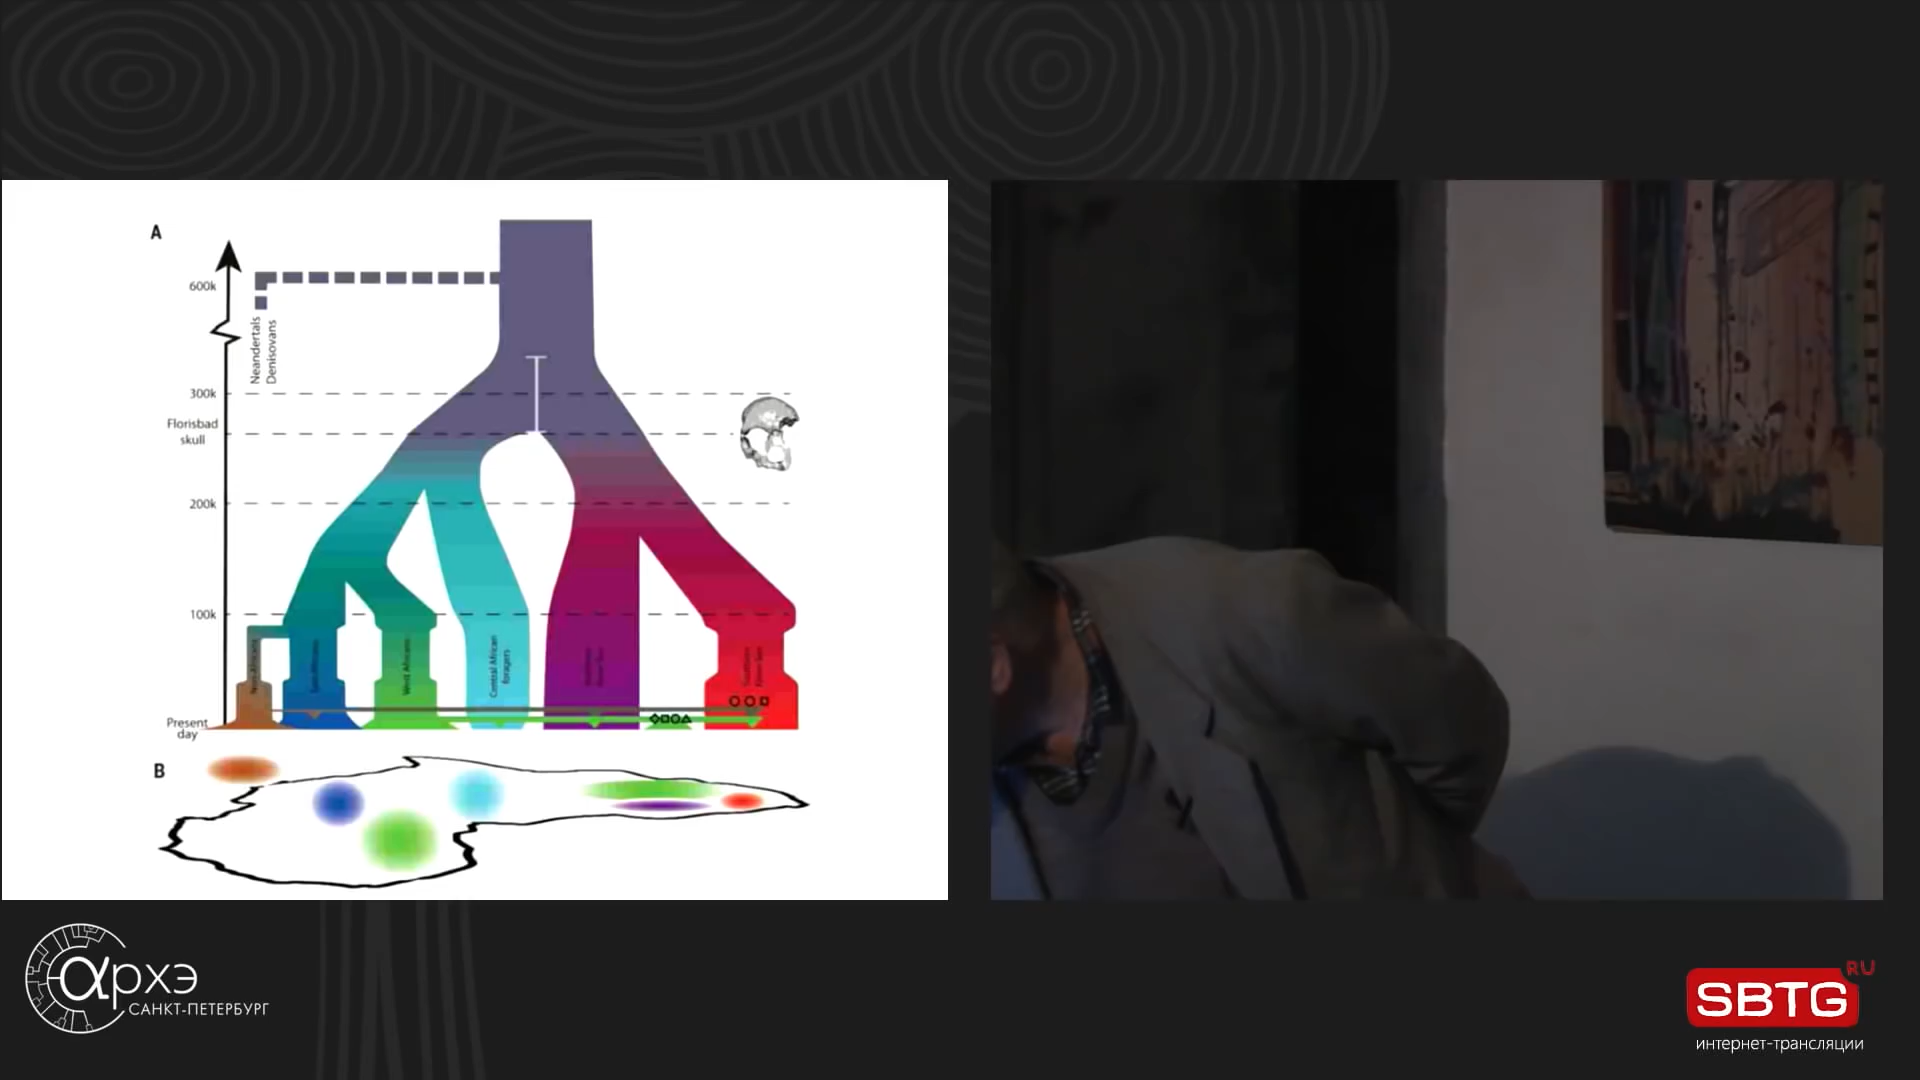 A
600k
Neandertals
Denisovans
300k
Florisbad
skull
200k
100k
West Africans
Central African
foragers
Present
day
B
αрхэ
САНКТ-ПЕТЕРБУРГ
SBTG
RU
интернет-трансляции